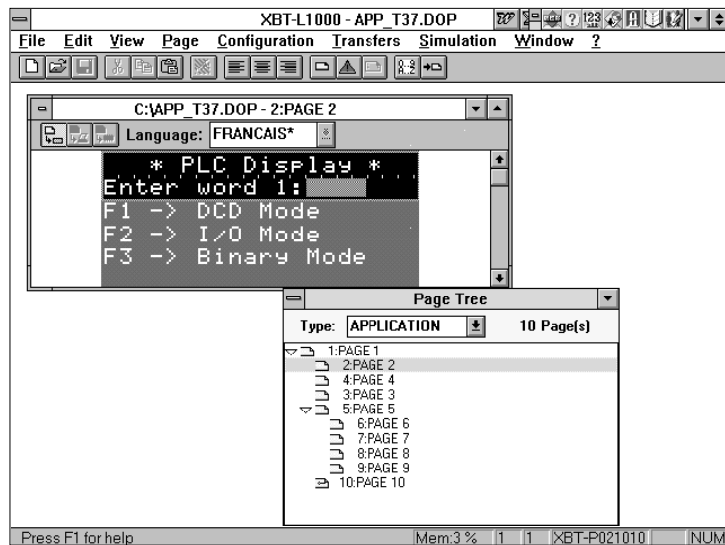 XBT-L1000 - APP_T37.DOP
File Edit View Page Configuration Transfers Simulation Window ?
C:\APP_T37.DOP - 2:PAGE 2
Language: FRANCAIS*
* PLC Display *
Enter word 1:
F1 -> DCD Mode
F2 -> I/O Mode
F3 -> Binary Mode
Page Tree
Type: APPLICATION 10 Page(s)
1:PAGE 1
2:PAGE 2
4:PAGE 4
3:PAGE 3
5:PAGE 5
6:PAGE 6
7:PAGE 7
8:PAGE 8
9:PAGE 9
10:PAGE 10
Press F1 for help Mem:3 % 1 1 XBT-P021010 NUM